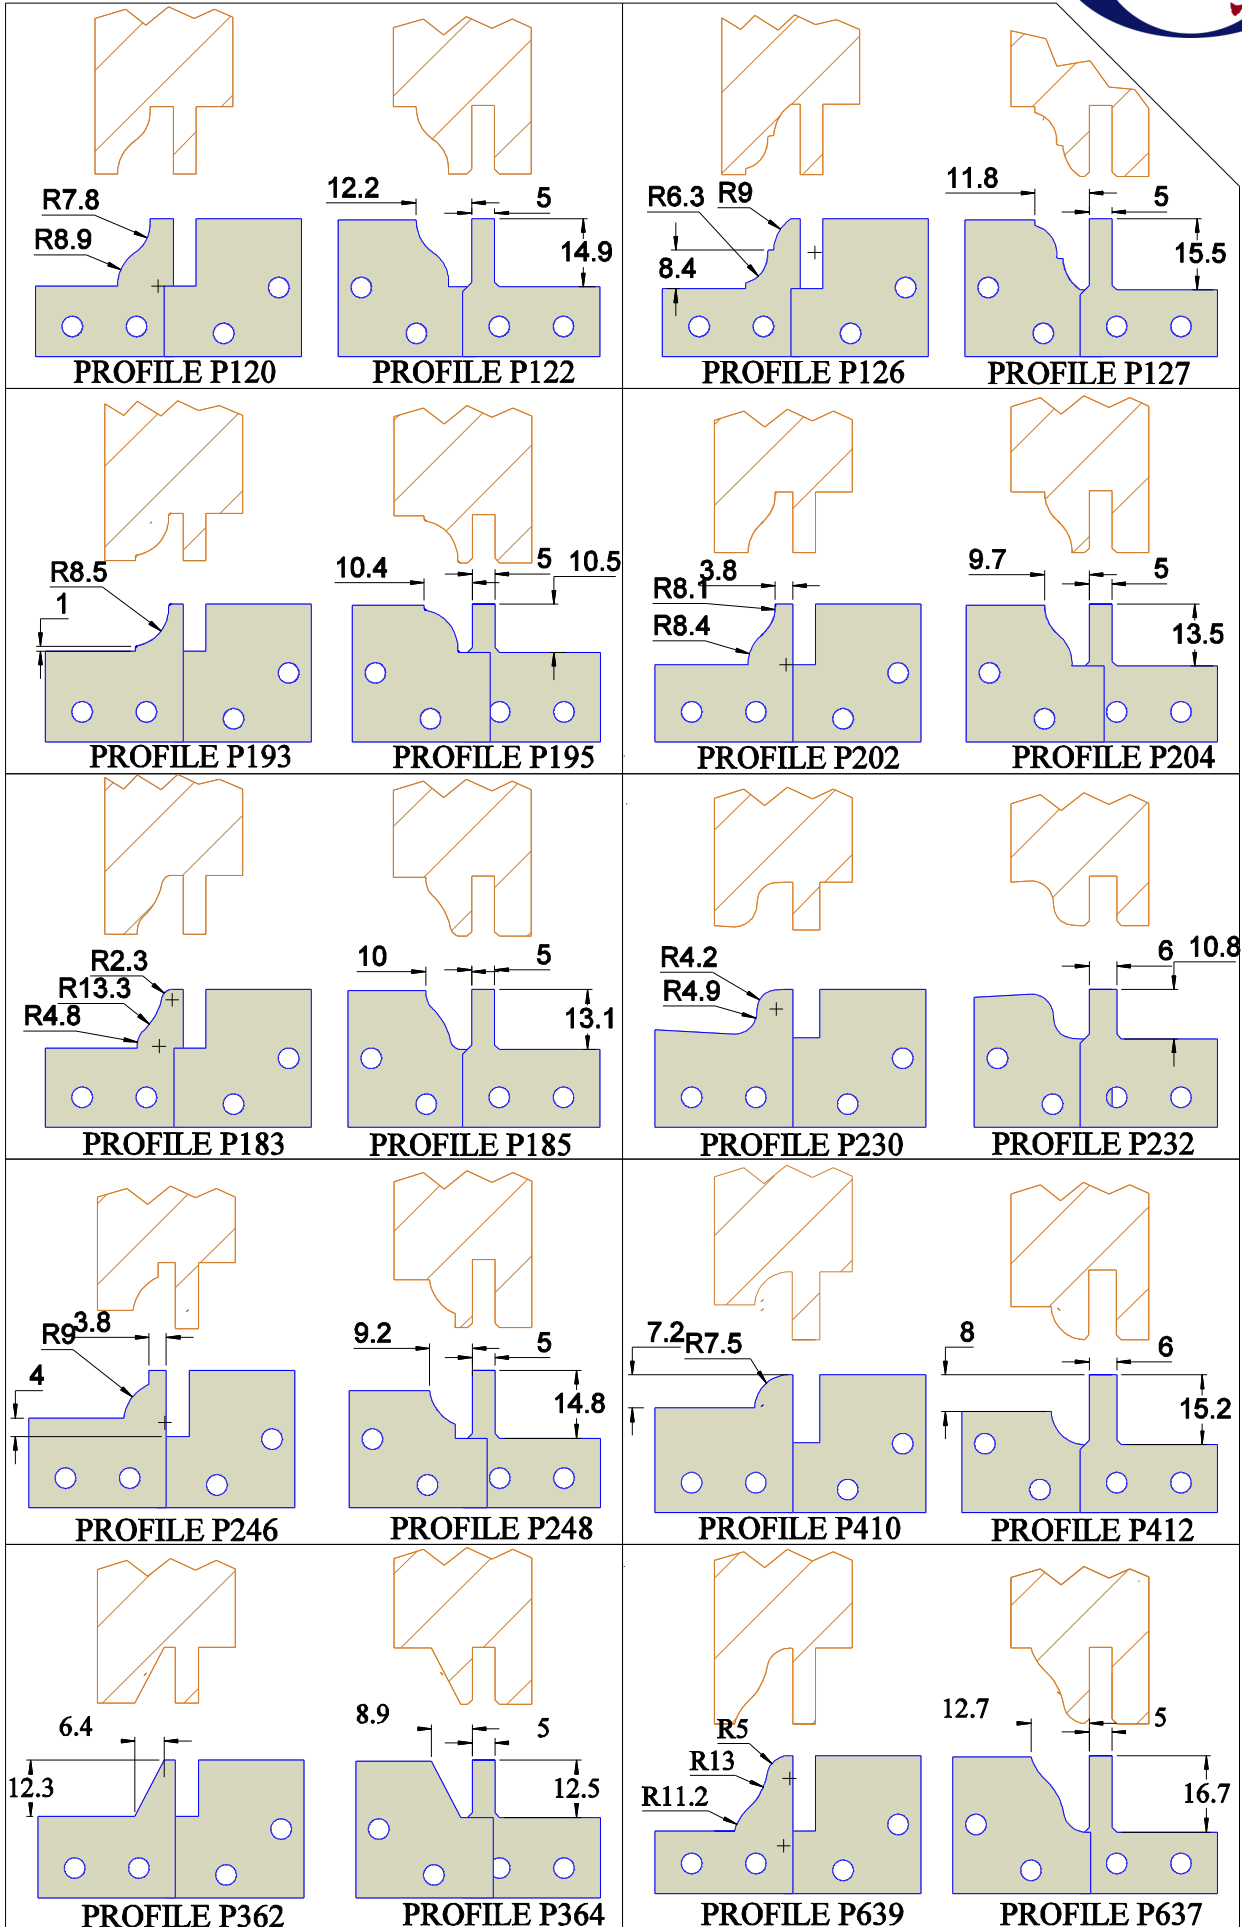 R7.8
R8.9
PROFILE P120
12.2
5
14.9
PROFILE P122
R6.3
R9
8.4
PROFILE P126
11.8
5
15.5
PROFILE P127
R8.5
1
PROFILE P193
10.4
5
10.5
PROFILE P195
3.8
R8.1
R8.4
PROFILE P202
9.7
5
13.5
PROFILE P204
R2.3
R13.3
R4.8
PROFILE P183
10
5
13.1
PROFILE P185
R4.2
R4.9
PROFILE P230
6
10.8
PROFILE P232
3.8
R9
4
PROFILE P246
9.2
5
14.8
PROFILE P248
7.2
R7.5
PROFILE P410
8
6
15.2
PROFILE P412
6.4
12.3
PROFILE P362
8.9
5
12.5
PROFILE P364
R5
R13
R11.2
PROFILE P639
12.7
5
16.7
PROFILE P637